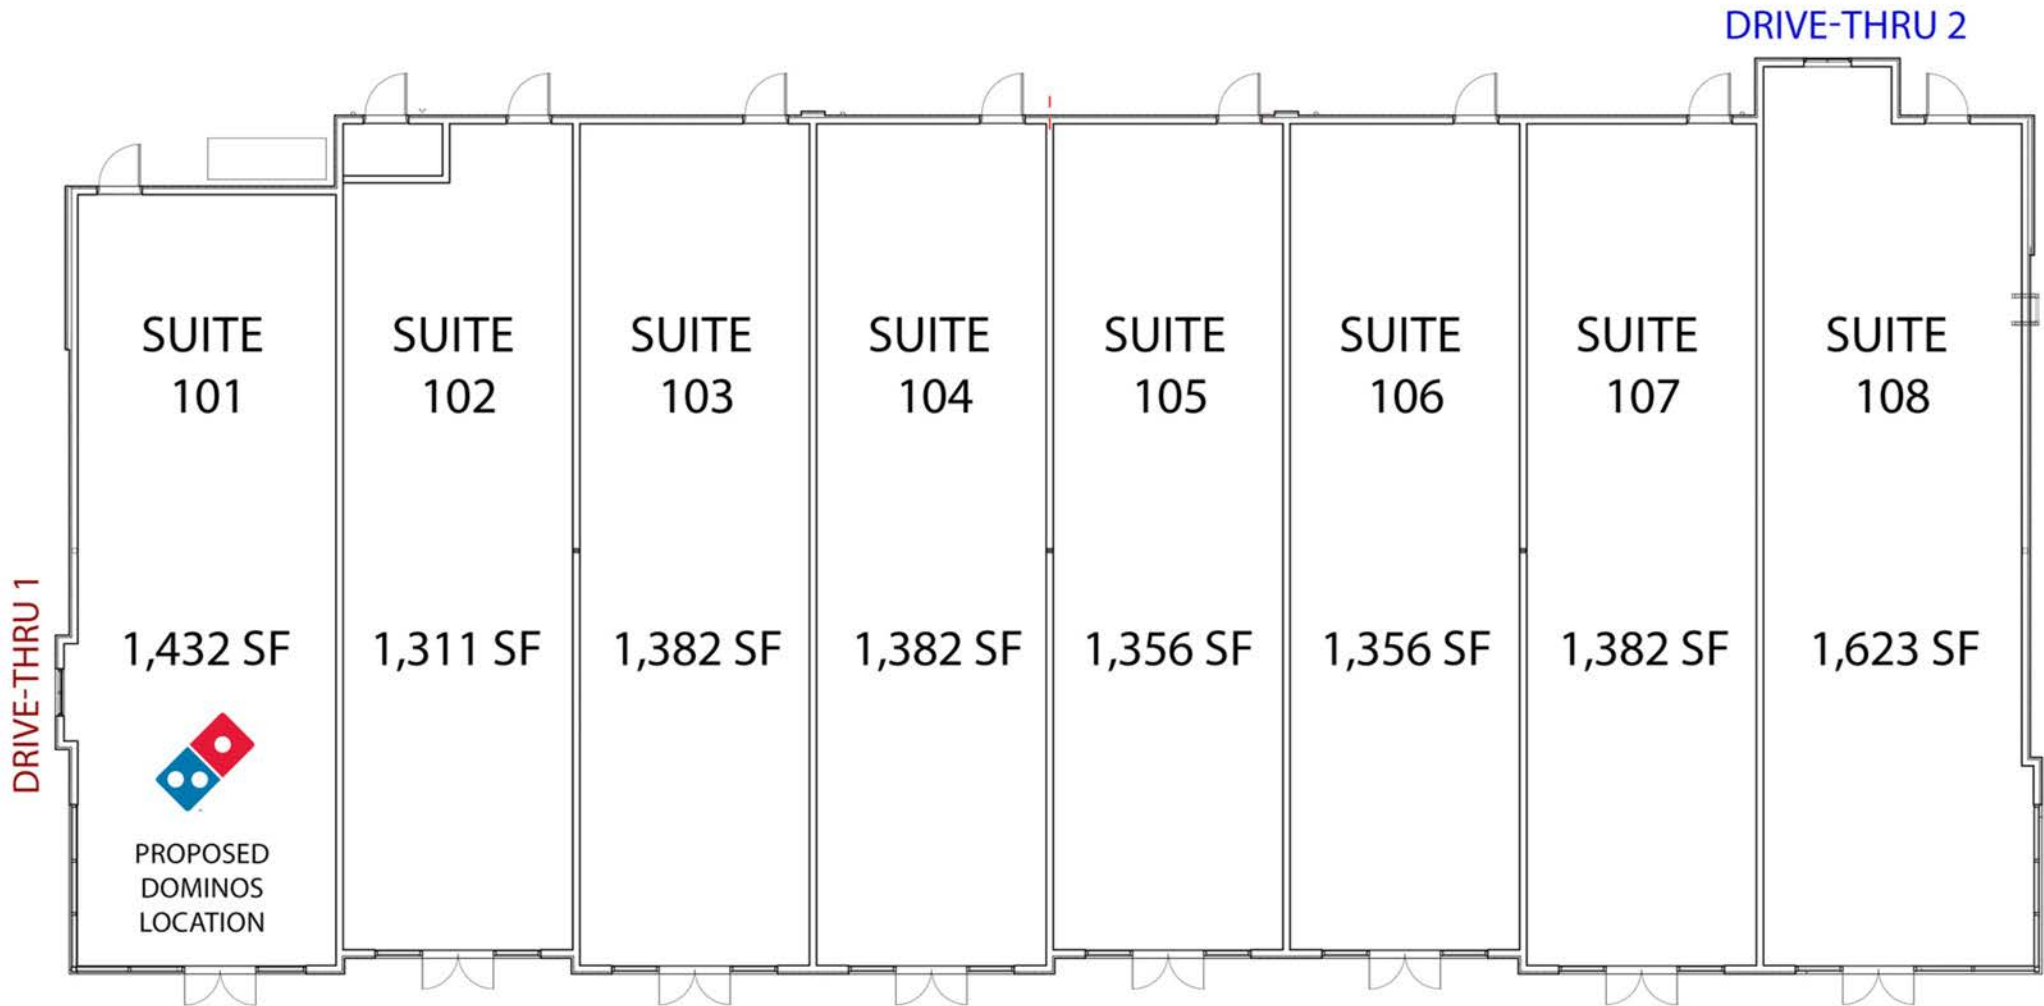 DRIVE-THRU 2
SUITE
101
SUITE
102
SUITE
103
SUITE
104
SUITE
105
SUITE
106
SUITE
107
SUITE
108
DRIVE-THRU 1
1,432 SF
1,311 SF
1,382 SF
1,382 SF
1,356 SF
1,356 SF
1,382 SF
1,623 SF
PROPOSED
DOMINOS
LOCATION